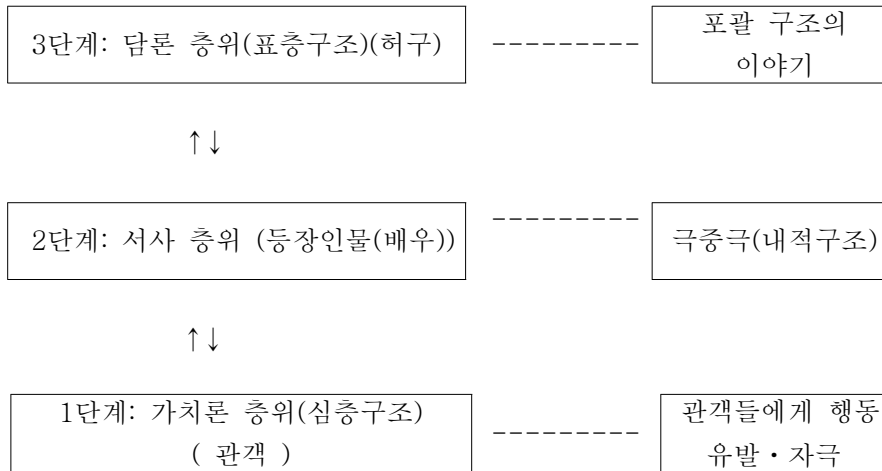 3단계: 담론 층위(표층구조)(허구)
---------
포괄 구조의
이야기
↑↓
2단계: 서사 층위 (등장인물(배우))
---------
극중극(내적구조)
↑↓
1단계: 가치론 층위(심층구조)
( 관객 )
---------
관객들에게 행동
유발・자극